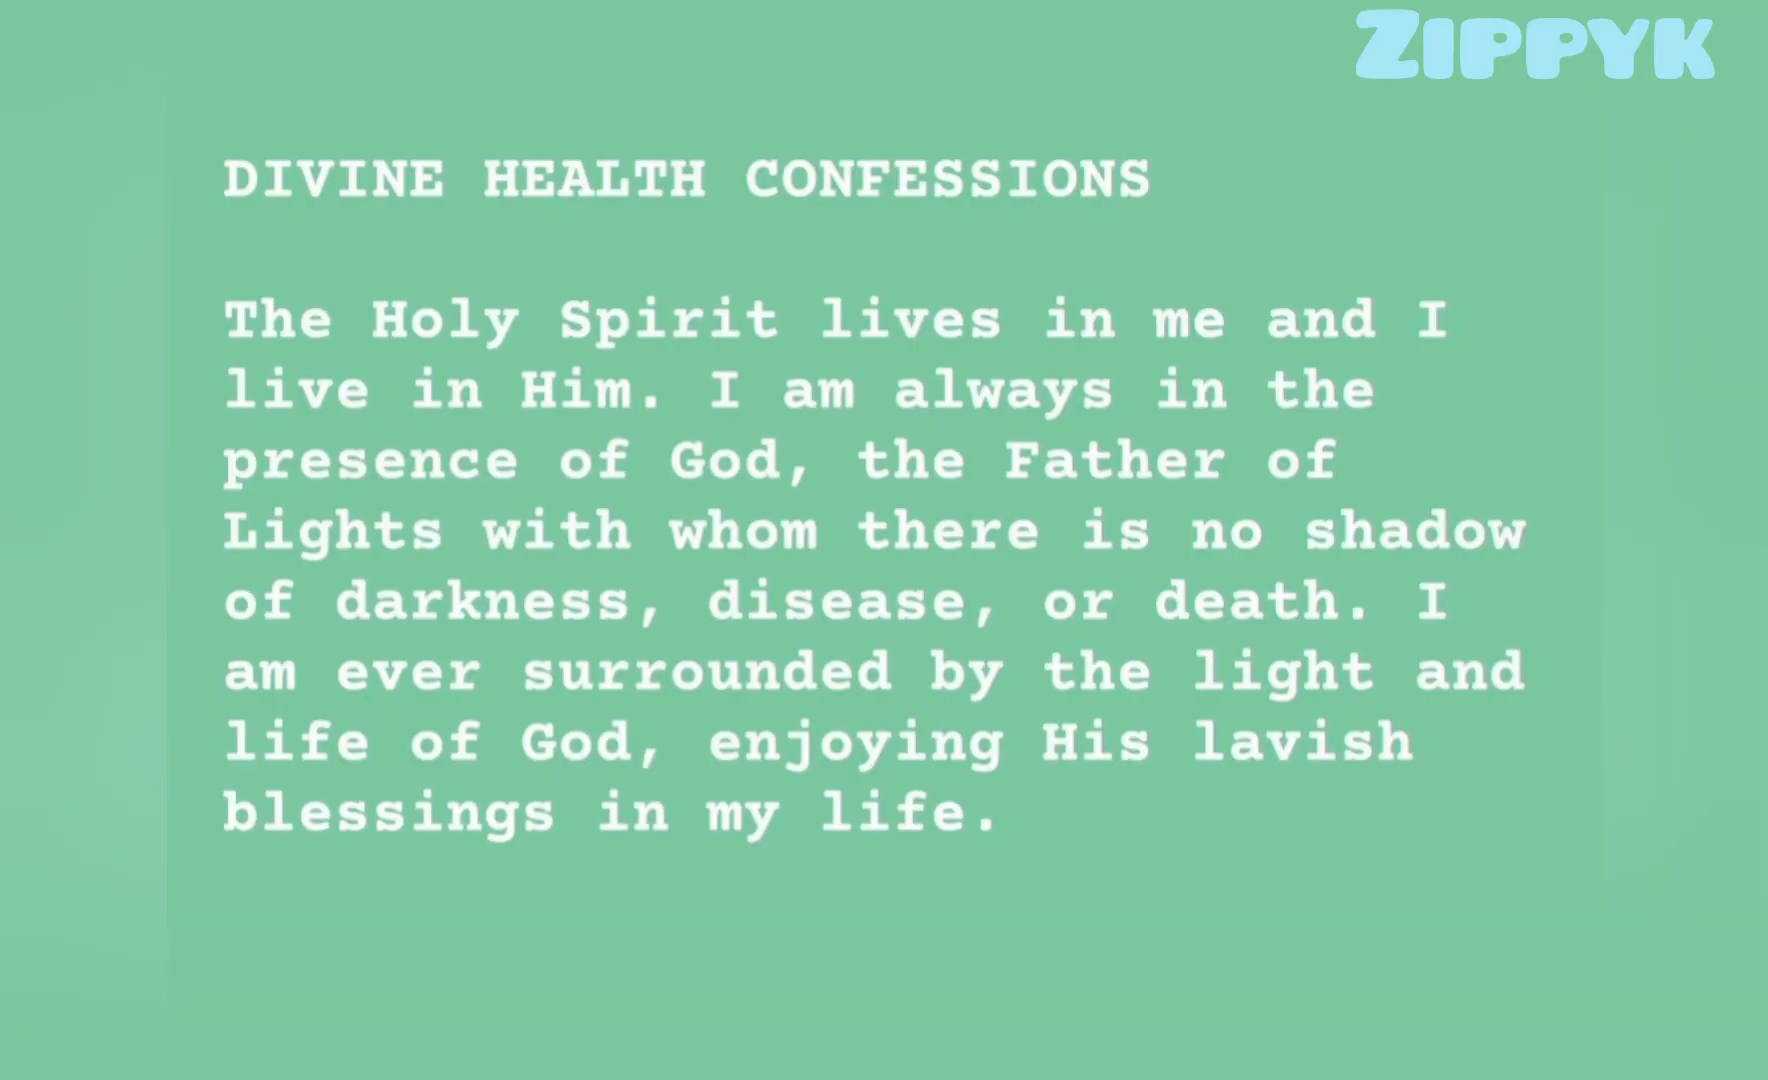 ZIPPYK
DIVINE HEALTH CONFESSIONS
The Holy Spirit lives in me and I
live in Him. I am always in the
presence of God, the Father of
Lights with whom there is no shadow
of darkness, disease, or death. I
am ever surrounded by the light and
life of God, enjoying His lavish
blessings in my life.